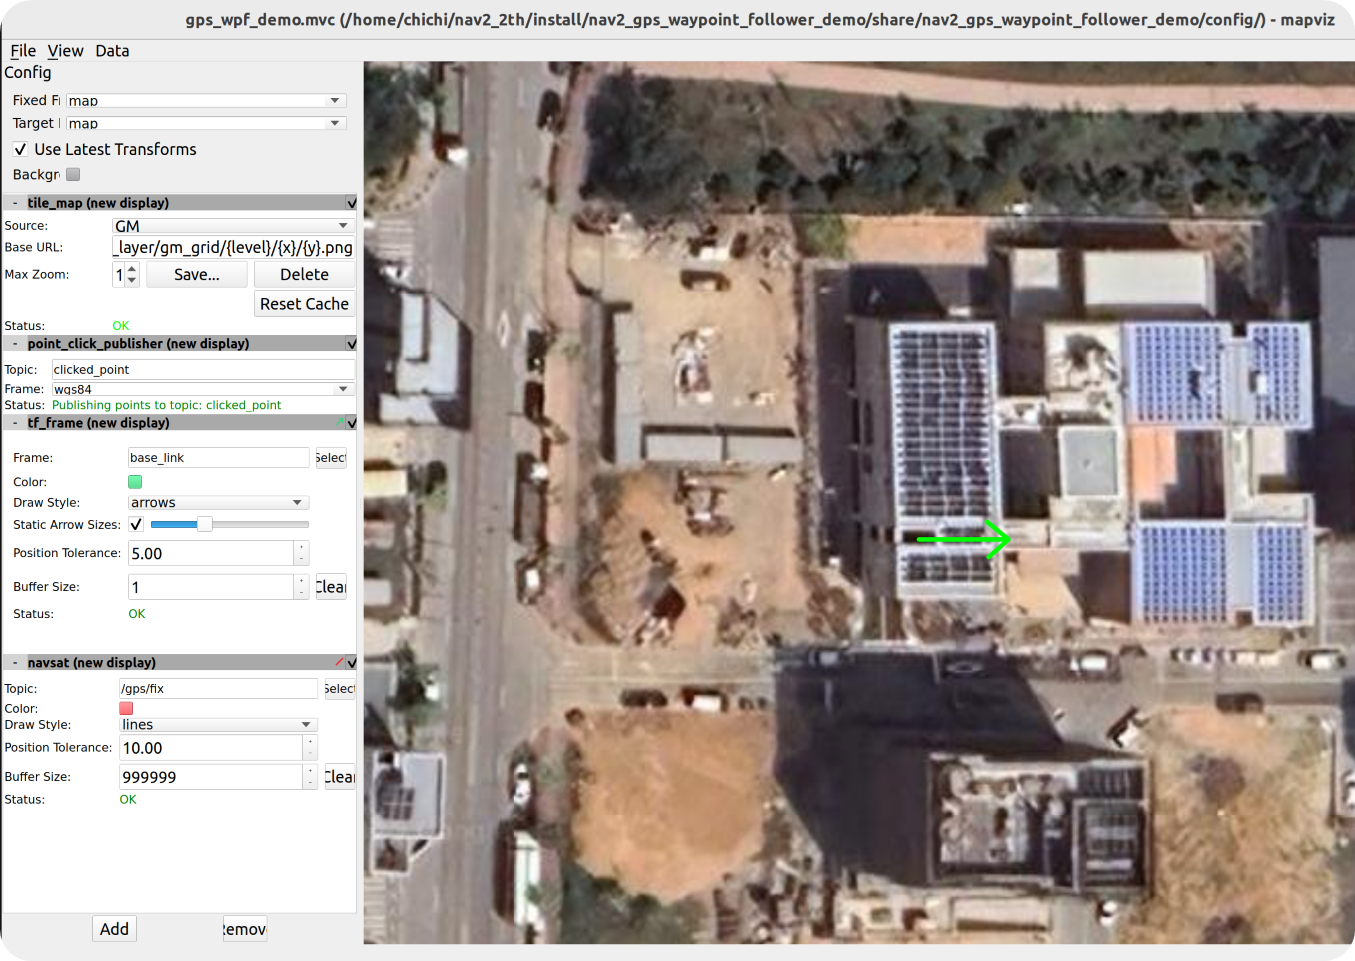 gps_wpf_demo.mvc (/home/chichi/nav2_2th/install/nav2_gps_waypoint_follower_demo/share/nav2_gps_waypoint_follower_demo/config/) - mapviz
File View Data
Config
Fixed Fr map
Target map
Use Latest Transforms
Backgr
- tile_map (new display)
Source: GM
Base URL: _layer/gm_grid/{level}/{x}/{y}.png
Max Zoom: 1 Save... Delete
Reset Cache
Status: OK
- point_click_publisher (new display)
Topic: clicked_point
Frame: wgs84
Status: Publishing points to topic: clicked_point
- tf_frame (new display)
Frame: base_link Select
Color:
Draw Style: arrows
Static Arrow Sizes:
Position Tolerance: 5.00
Buffer Size: 1 Clear
Status: OK
- navsat (new display)
Topic: /gps/fix Select
Color:
Draw Style: lines
Position Tolerance: 10.00
Buffer Size: 999999 Clear
Status: OK
Add Remov